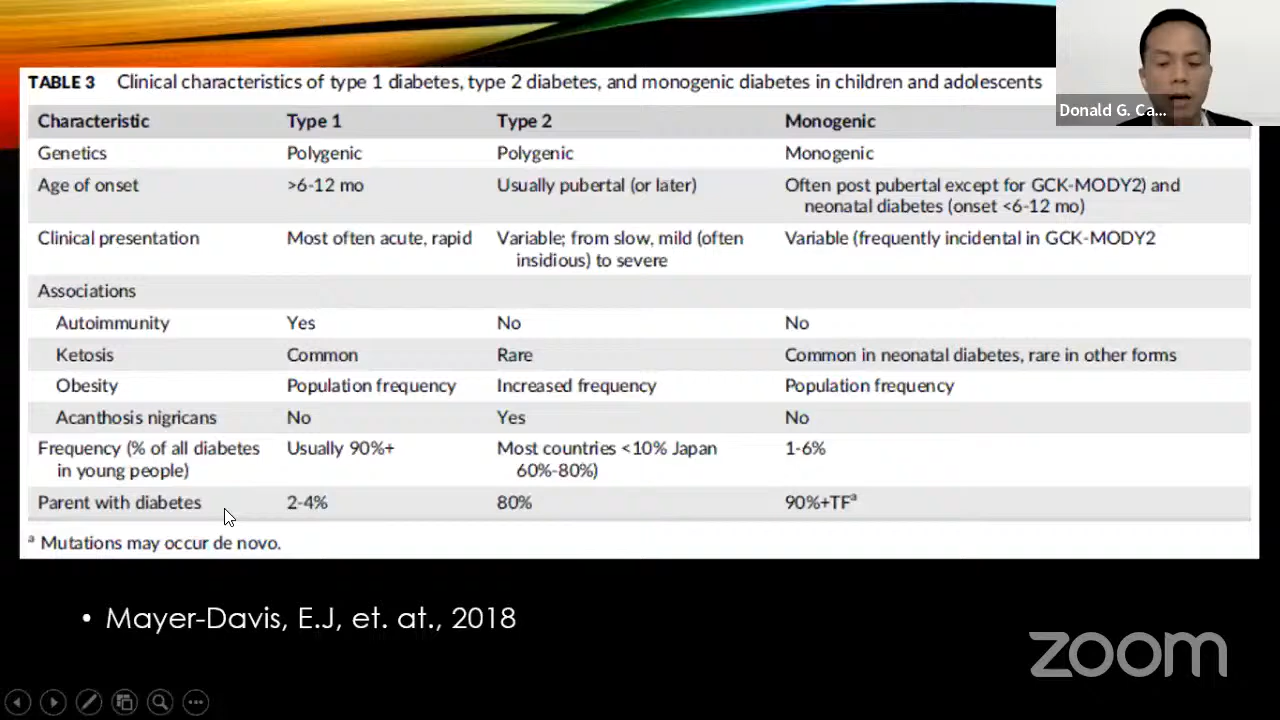 TABLE 3 Clinical characteristics of type 1 diabetes, type 2 diabetes, and monogenic diabetes in children and adolescents
Donald G. Ca...
Characteristic Type 1 Type 2 Monogenic
Genetics Polygenic Polygenic Monogenic
Age of onset >6-12 mo Usually pubertal (or later) Often post pubertal except for GCK-MODY2) and
neonatal diabetes (onset <6-12 mo)
Clinical presentation Most often acute, rapid Variable; from slow, mild (often Variable (frequently incidental in GCK-MODY2
insidious) to severe
Associations
Autoimmunity Yes No No
Ketosis Common Rare Common in neonatal diabetes, rare in other forms
Obesity Population frequency Increased frequency Population frequency
Acanthosis nigricans No Yes No
Frequency (% of all diabetes Usually 90%+ Most countries <10% Japan 1-6%
in young people) 60%-80%)
Parent with diabetes 2-4% 80% 90%+TFᵃ
ᵃ Mutations may occur de novo.
• Mayer-Davis, E.J, et. at., 2018
zoom